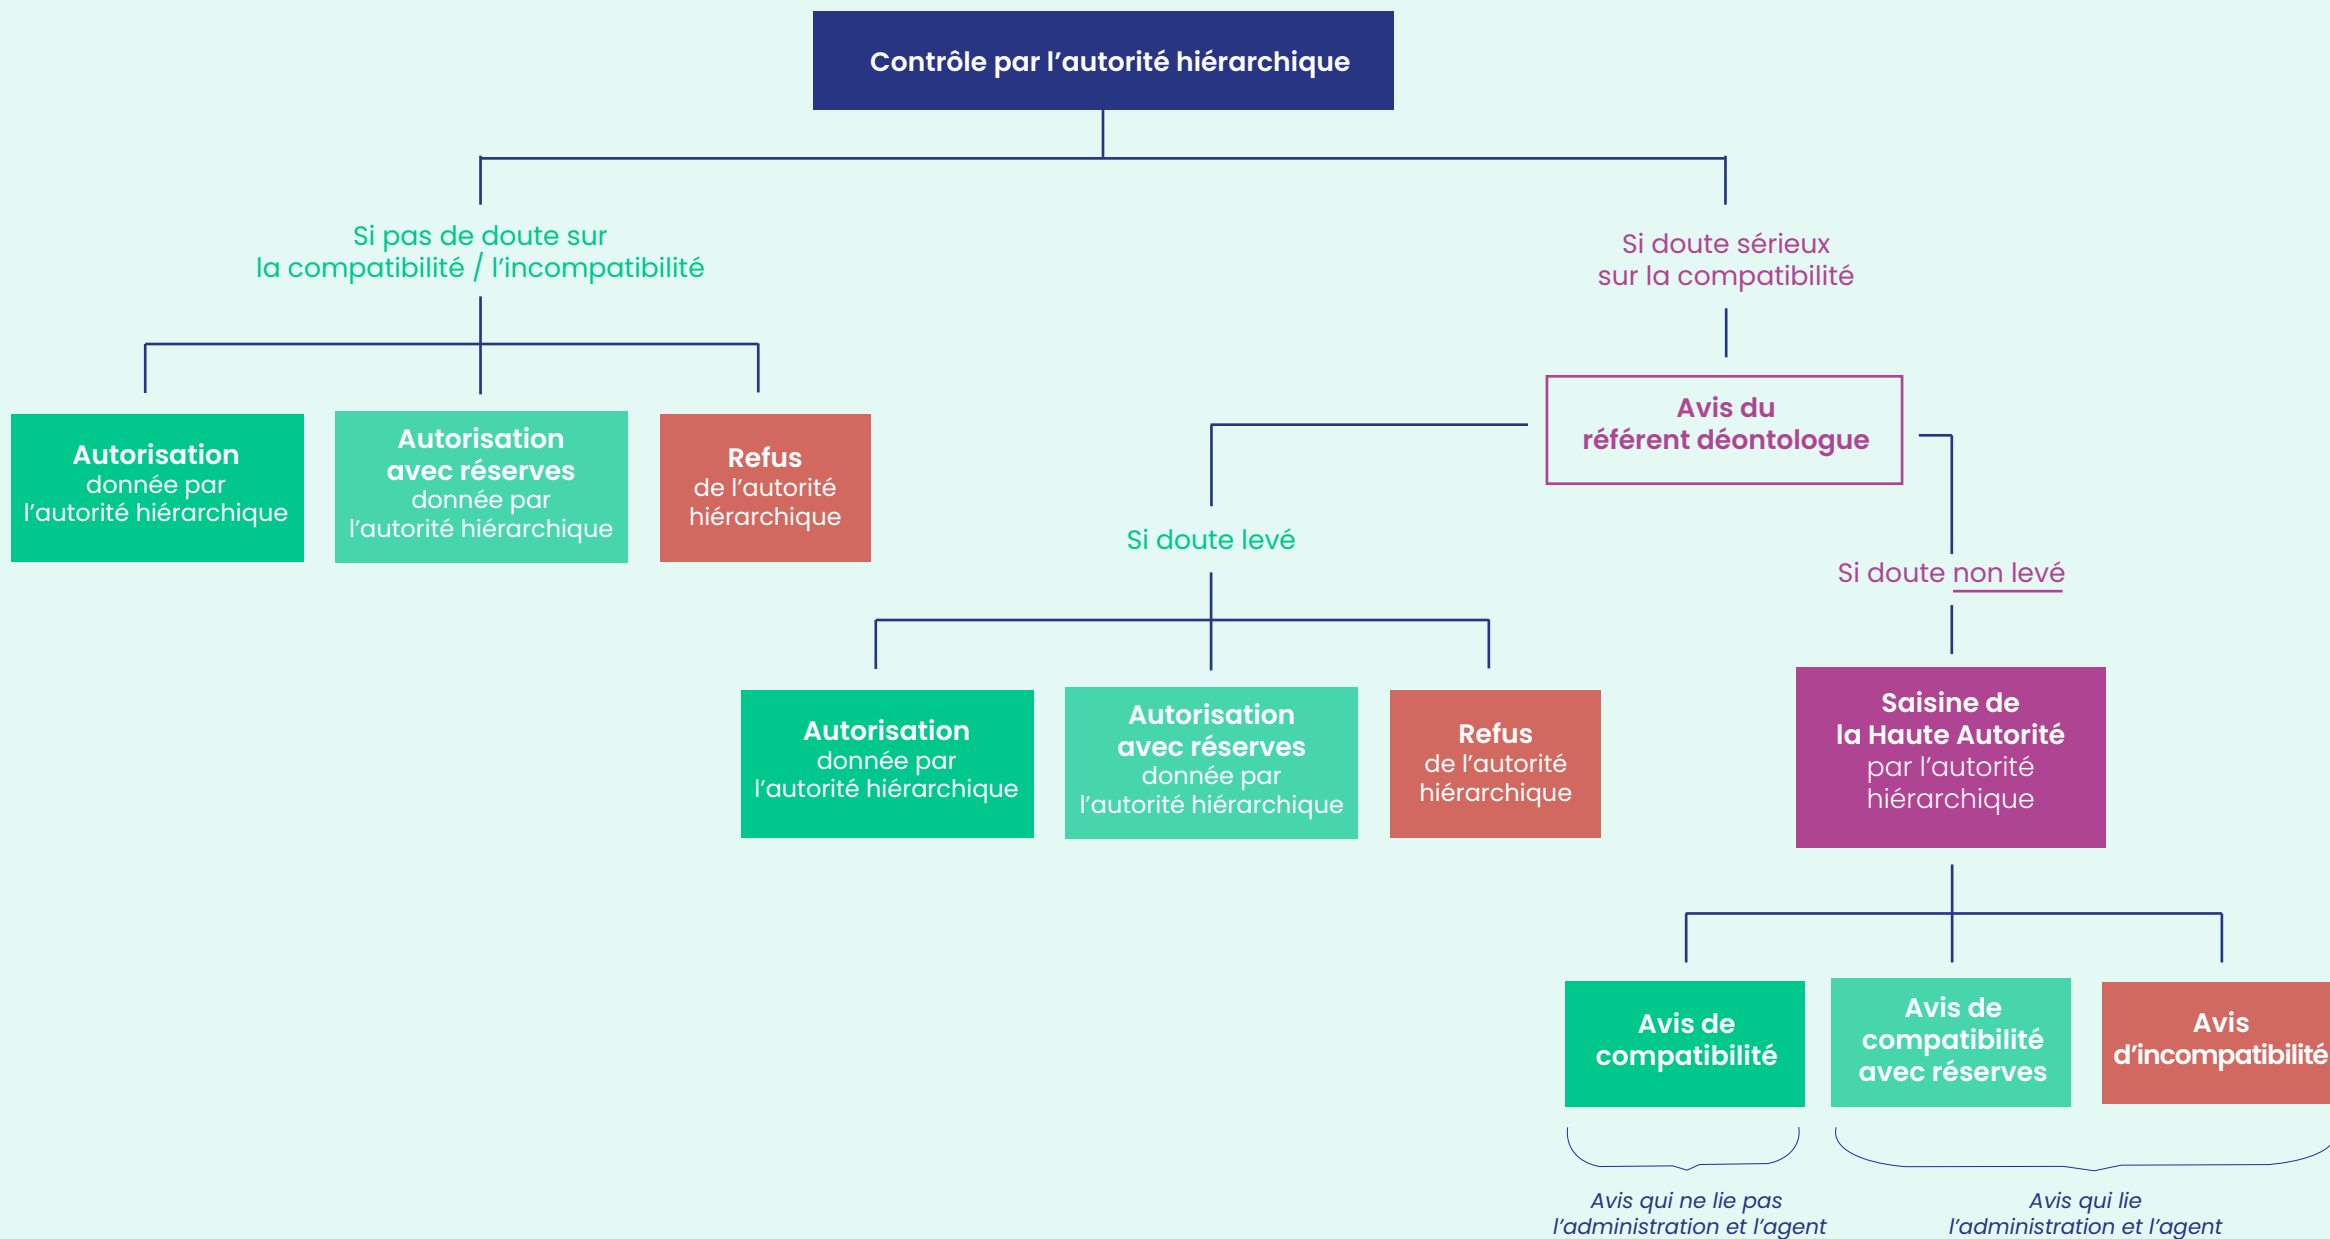 Contrôle par l'autorité hiérarchique
Si pas de doute sur
la compatibilité / l'incompatibilité
Si doute sérieux
sur la compatibilité
Autorisation
donnée par
l'autorité hiérarchique
Autorisation
avec réserves
donnée par
l'autorité hiérarchique
Refus
de l'autorité
hiérarchique
Avis du
référent déontologue
Si doute levé
Si doute non levé
Autorisation
donnée par
l'autorité hiérarchique
Autorisation
avec réserves
donnée par
l'autorité hiérarchique
Refus
de l'autorité
hiérarchique
Saisine de
la Haute Autorité
par l'autorité
hiérarchique
Avis de
compatibilité
Avis de
compatibilité
avec réserves
Avis
d'incompatibilité
Avis qui ne lie pas
l'administration et l'agent
Avis qui lie
l'administration et l'agent